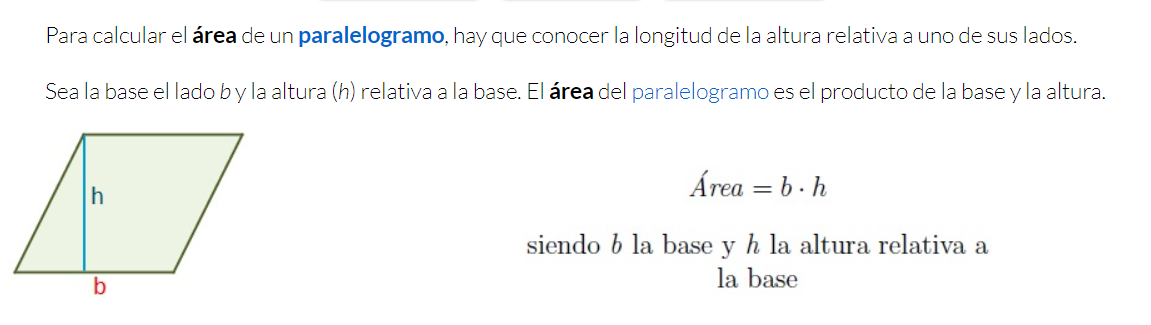 Para calcular el área de un paralelogramo, hay que conocer la longitud de la altura relativa a uno de sus lados.
Sea la base el lado b y la altura (h) relativa a la base. El área del paralelogramo es el producto de la base y la altura.
h
b
Área = b · h
siendo b la base y h la altura relativa a
la base